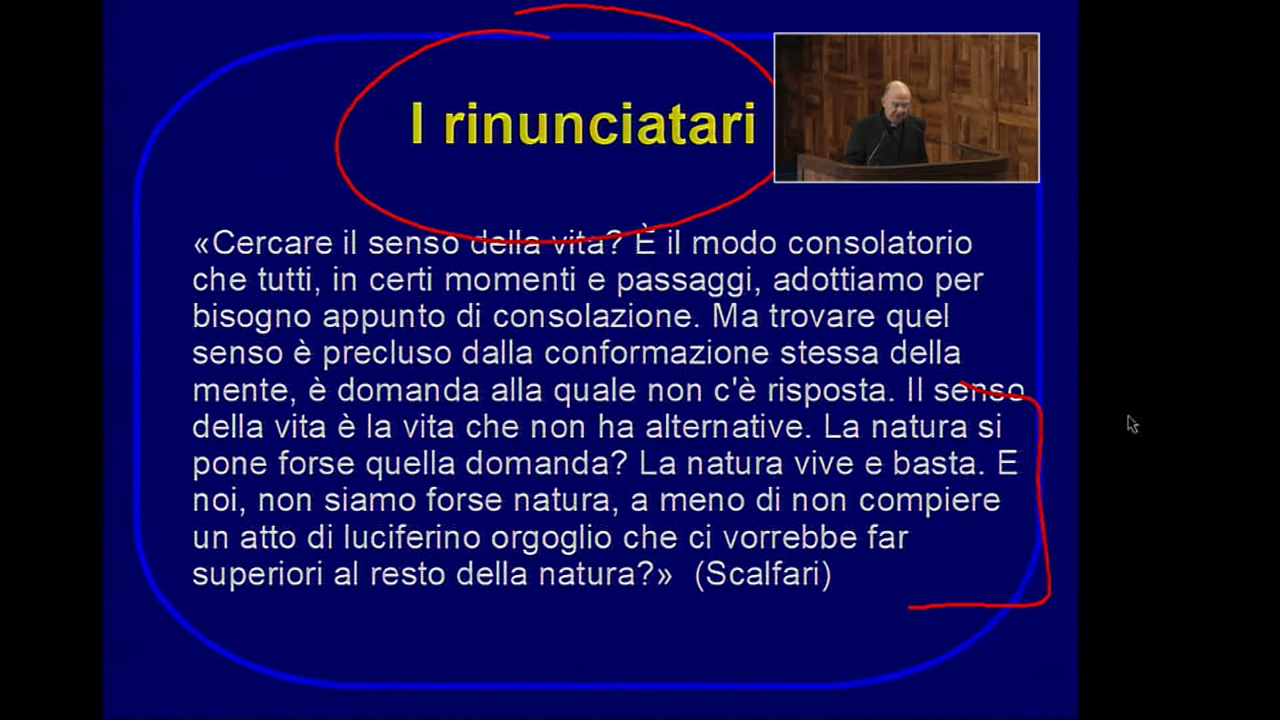 I rinunciatari
«Cercare il senso della vita? È il modo consolatorio
che tutti, in certi momenti e passaggi, adottiamo per
bisogno appunto di consolazione. Ma trovare quel
senso è precluso dalla conformazione stessa della
mente, è domanda alla quale non c'è risposta. Il senso
della vita è la vita che non ha alternative. La natura si
pone forse quella domanda? La natura vive e basta. E
noi, non siamo forse natura, a meno di non compiere
un atto di luciferino orgoglio che ci vorrebbe far
superiori al resto della natura?» (Scalfari)